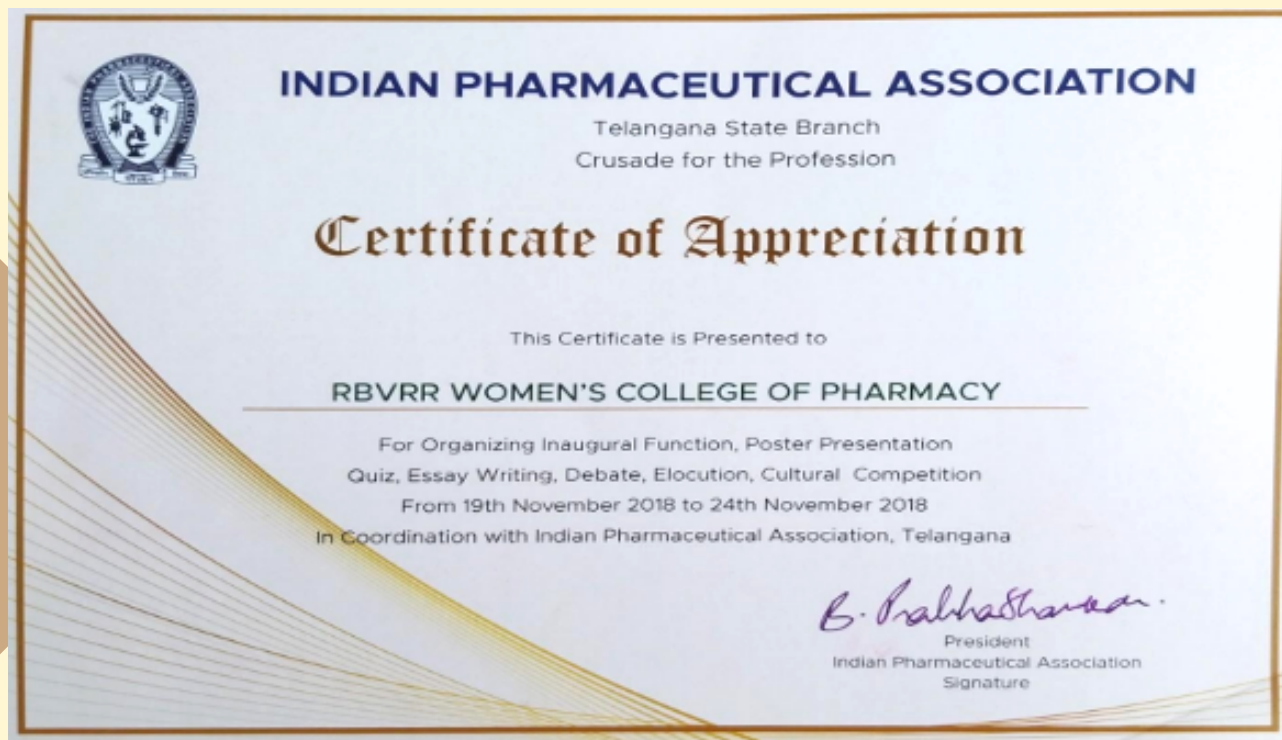 INDIAN PHARMACEUTICAL ASSOCIATION
Telangana State Branch
Crusade for the Profession
Certificate of Appreciation
This Certificate is Presented to
RBVRR WOMEN'S COLLEGE OF PHARMACY
For Organizing Inaugural Function, Poster Presentation
Quiz, Essay Writing, Debate, Elocution, Cultural Competition
From 19th November 2018 to 24th November 2018
In Coordination with Indian Pharmaceutical Association, Telangana
B. Prabhashankar.
President
Indian Pharmaceutical Association
Signature